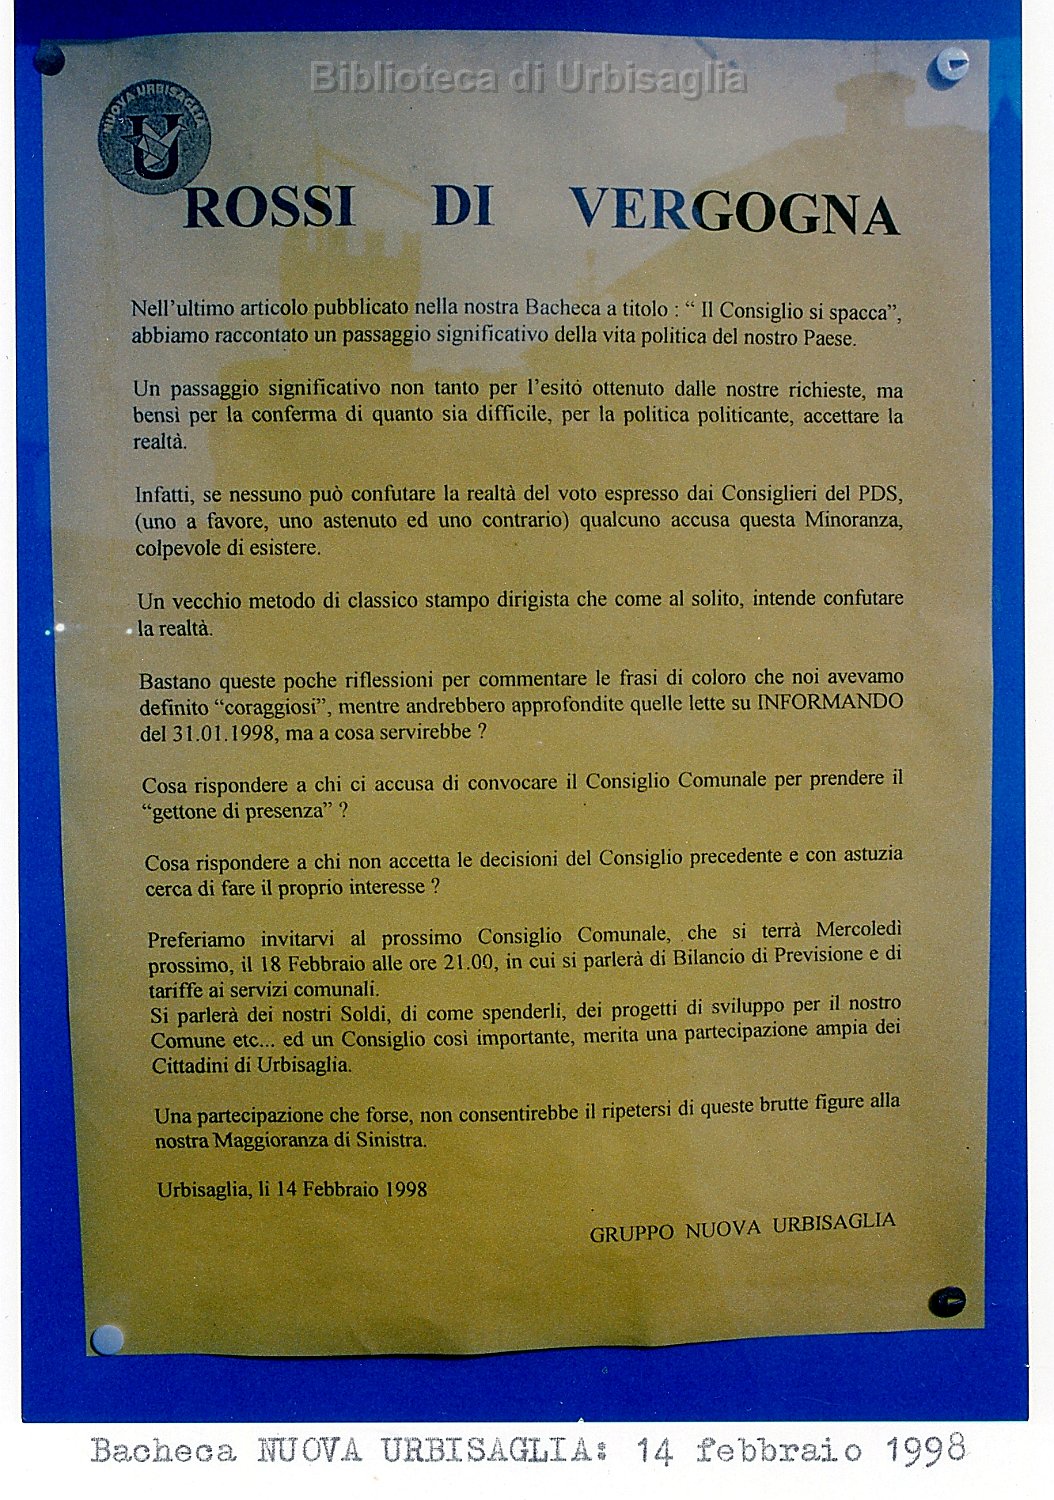 Biblioteca di Urbisaglia
NUOVA URBISAGLIA
U
ROSSI DI VERGOGNA
Nell'ultimo articolo pubblicato nella nostra Bacheca a titolo : “ Il Consiglio si spacca”,
abbiamo raccontato un passaggio significativo della vita politica del nostro Paese.
Un passaggio significativo non tanto per l'esito ottenuto dalle nostre richieste, ma
bensì per la conferma di quanto sia difficile, per la politica politicante, accettare la
realtà.
Infatti, se nessuno può confutare la realtà del voto espresso dai Consiglieri del PDS,
(uno a favore, uno astenuto ed uno contrario) qualcuno accusa questa Minoranza,
colpevole di esistere.
Un vecchio metodo di classico stampo dirigista che come al solito, intende confutare
la realtà.
Bastano queste poche riflessioni per commentare le frasi di coloro che noi avevamo
definito “coraggiosi”, mentre andrebbero approfondite quelle lette su INFORMANDO
del 31.01.1998, ma a cosa servirebbe ?
Cosa rispondere a chi ci accusa di convocare il Consiglio Comunale per prendere il
“gettone di presenza” ?
Cosa rispondere a chi non accetta le decisioni del Consiglio precedente e con astuzia
cerca di fare il proprio interesse ?
Preferiamo invitarvi al prossimo Consiglio Comunale, che si terrà Mercoledì
prossimo, il 18 Febbraio alle ore 21.00, in cui si parlerà di Bilancio di Previsione e di
tariffe ai servizi comunali.
Si parlerà dei nostri Soldi, di come spenderli, dei progetti di sviluppo per il nostro
Comune etc... ed un Consiglio così importante, merita una partecipazione ampia dei
Cittadini di Urbisaglia.
Una partecipazione che forse, non consentirebbe il ripetersi di queste brutte figure alla
nostra Maggioranza di Sinistra.
Urbisaglia, li 14 Febbraio 1998
GRUPPO NUOVA URBISAGLIA
Bacheca NUOVA URBISAGLIA: 14 febbraio 1998